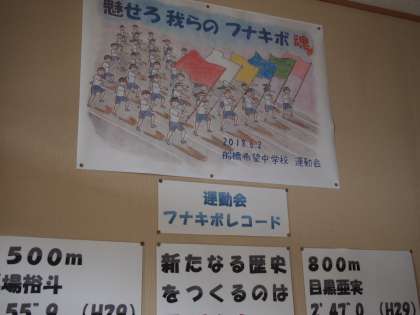 魅せろ 我らの フナキボ 魂
2018.6.2
船橋希望中学校 運動会
運動会
フナキボレコード
500m
場裕斗
55"9 (H29)
新たなる歴史
をつくるのは
800m
目黒亜実
2'47"0 (H29)